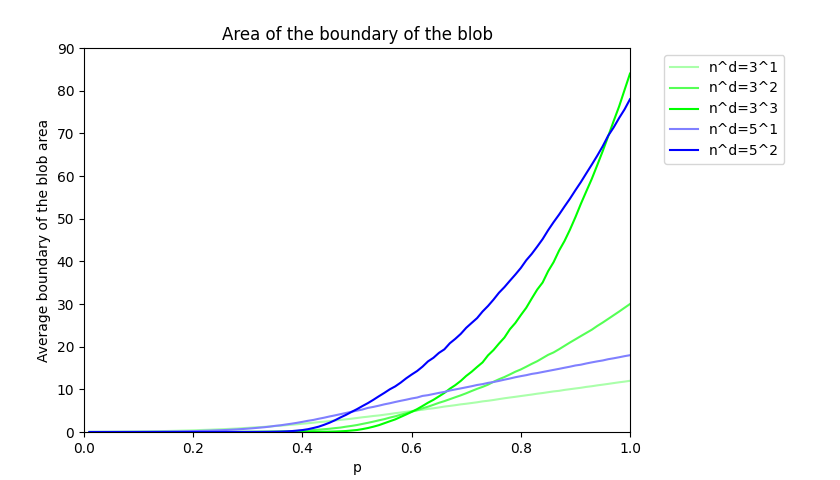 Area of the boundary of the blob
Average boundary of the blob area
90
80
70
60
50
40
30
20
10
0
0.0 0.2 0.4 0.6 0.8 1.0
p
n^d=3^1
n^d=3^2
n^d=3^3
n^d=5^1
n^d=5^2